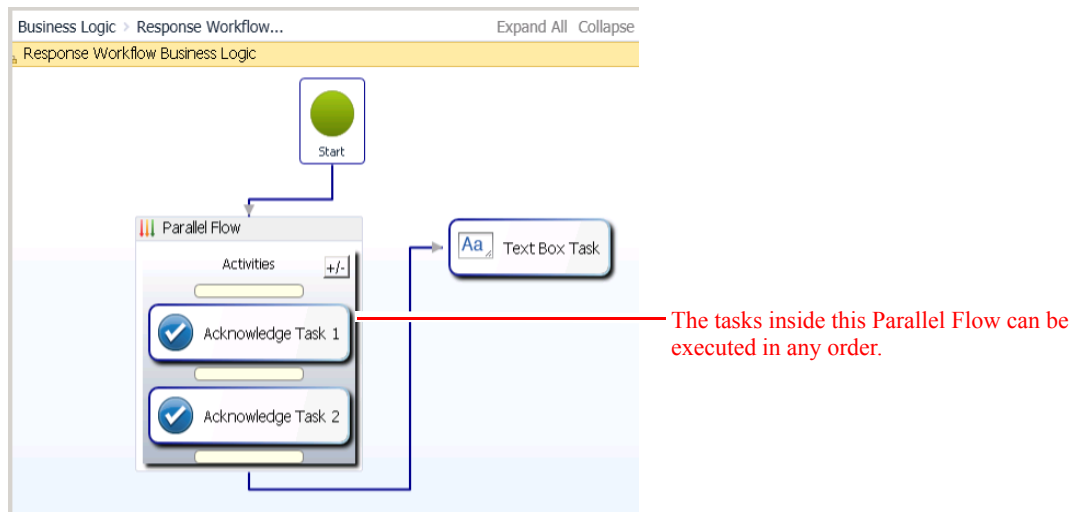 Business Logic > Response Workflow... Expand All Collapse
Response Workflow Business Logic
Start
Parallel Flow
Activities +/-
Aa Text Box Task
Acknowledge Task 1
The tasks inside this Parallel Flow can be
executed in any order.
Acknowledge Task 2